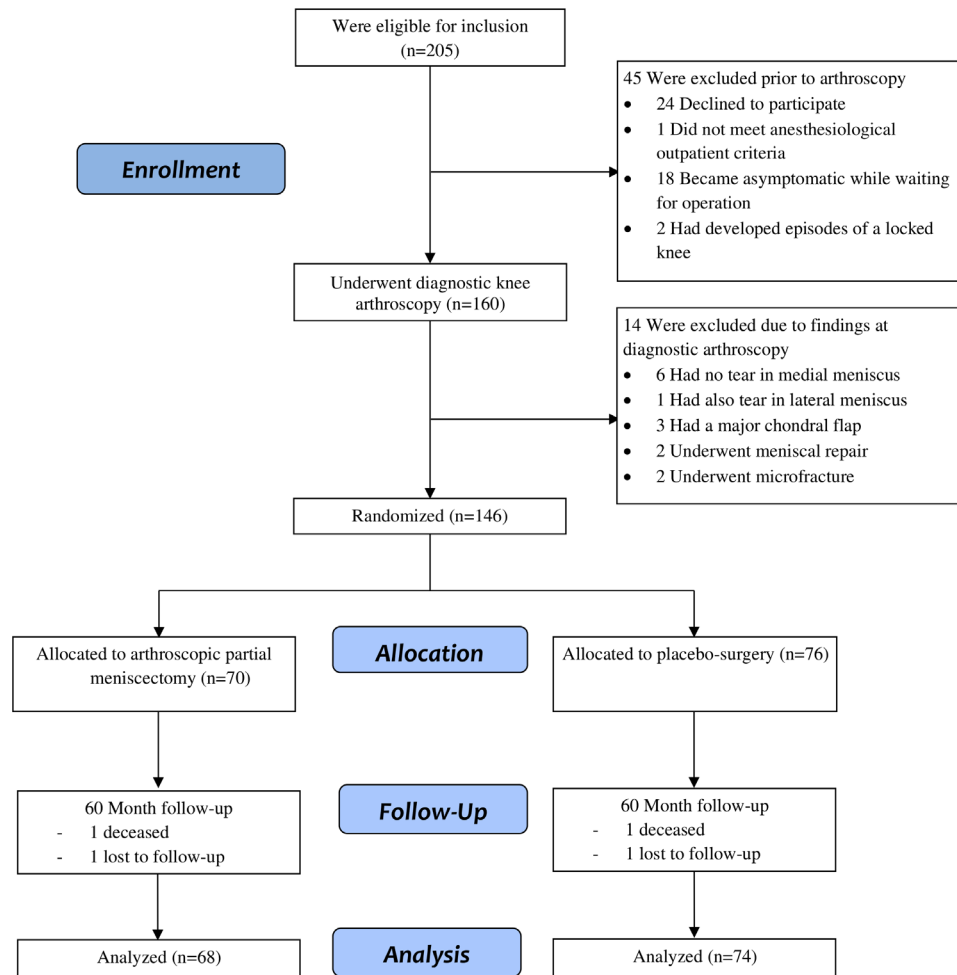 Were eligible for inclusion
(n=205)
45 Were excluded prior to arthroscopy
• 24 Declined to participate
• 1 Did not meet anesthesiological
outpatient criteria
• 18 Became asymptomatic while waiting
for operation
• 2 Had developed episodes of a locked
knee
Enrollment
Underwent diagnostic knee
arthroscopy (n=160)
14 Were excluded due to findings at
diagnostic arthroscopy
• 6 Had no tear in medial meniscus
• 1 Had also tear in lateral meniscus
• 3 Had a major chondral flap
• 2 Underwent meniscal repair
• 2 Underwent microfracture
Randomized (n=146)
Allocation
Allocated to arthroscopic partial
meniscectomy (n=70)
Allocated to placebo-surgery (n=76)
Follow-Up
60 Month follow-up
- 1 deceased
- 1 lost to follow-up
60 Month follow-up
- 1 deceased
- 1 lost to follow-up
Analysis
Analyzed (n=68)
Analyzed (n=74)